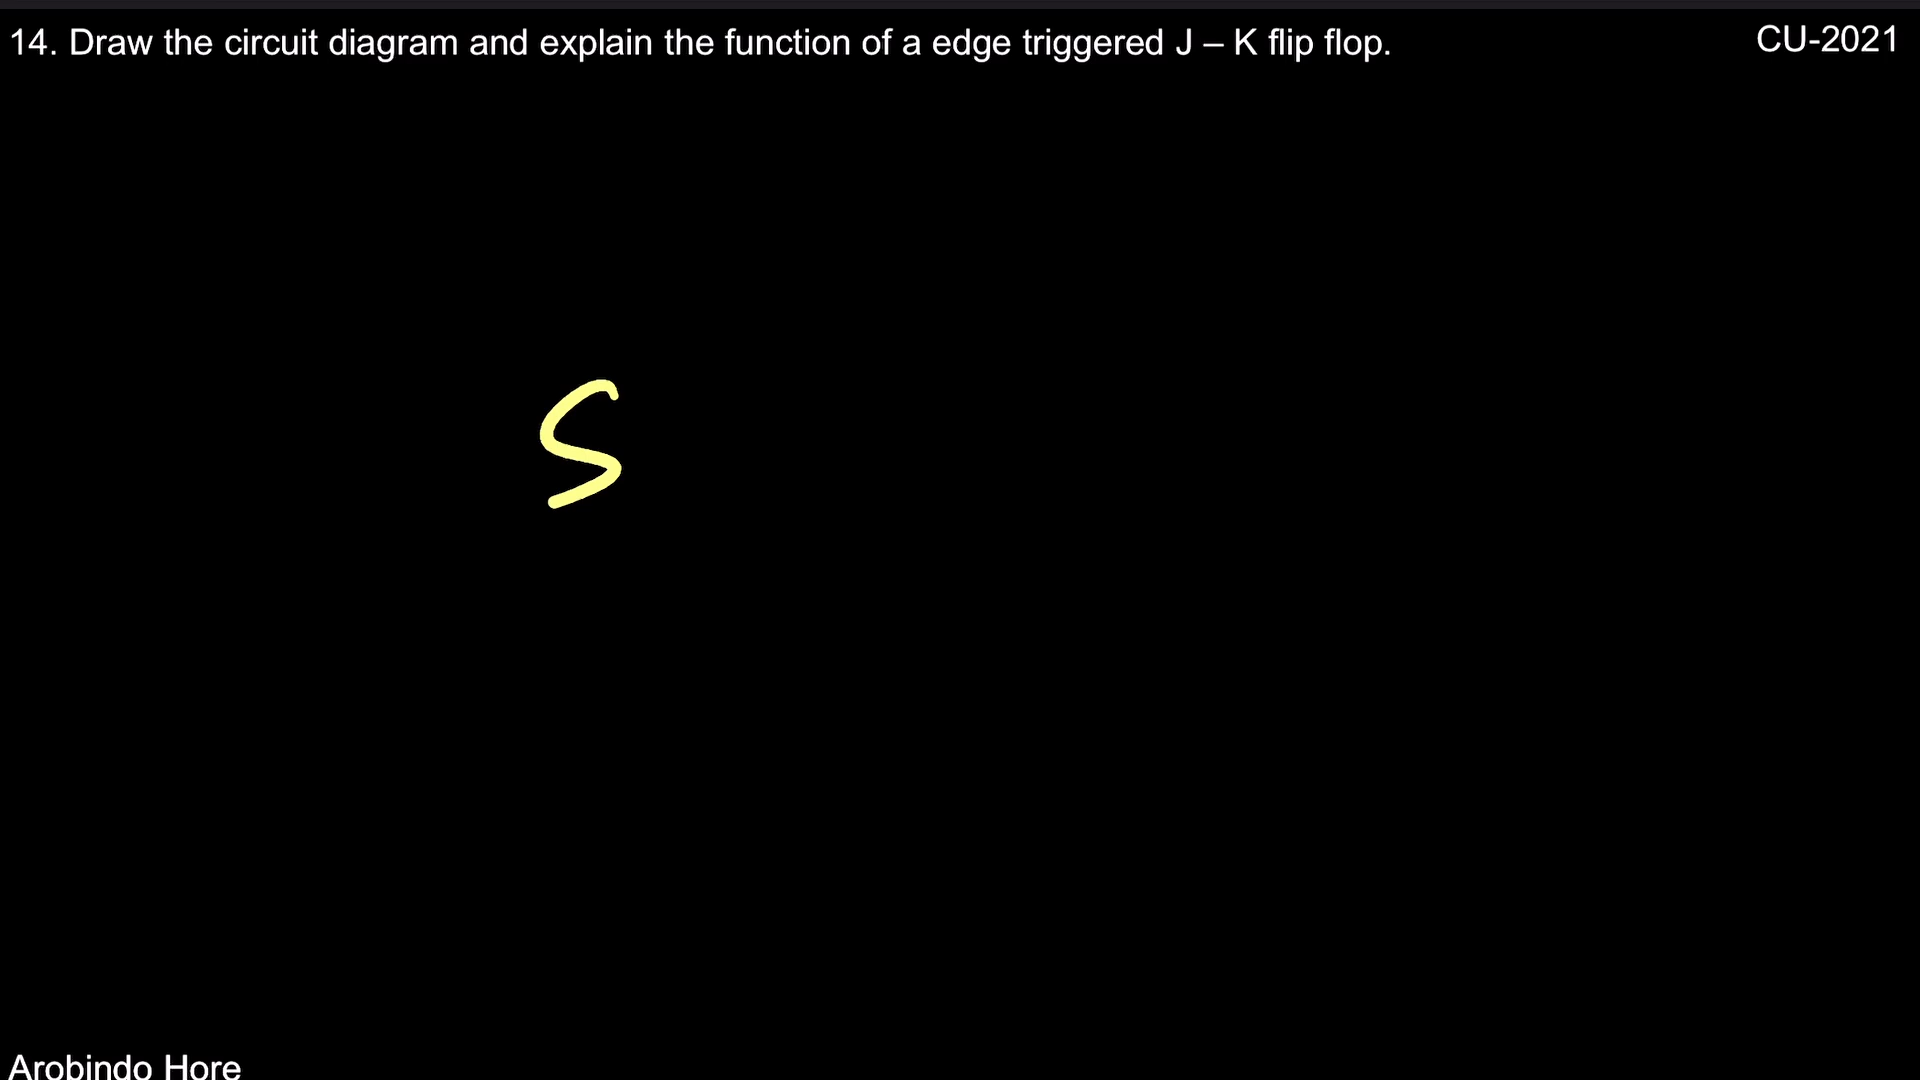 14. Draw the circuit diagram and explain the function of a edge triggered J – K flip flop.
CU-2021
S
Arobindo Hore